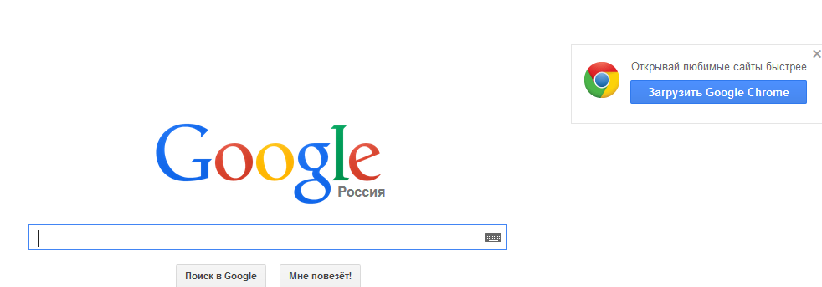 Открывай любимые сайты быстрее
Загрузить Google Chrome
Google
Россия
Поиск в Google
Мне повезёт!